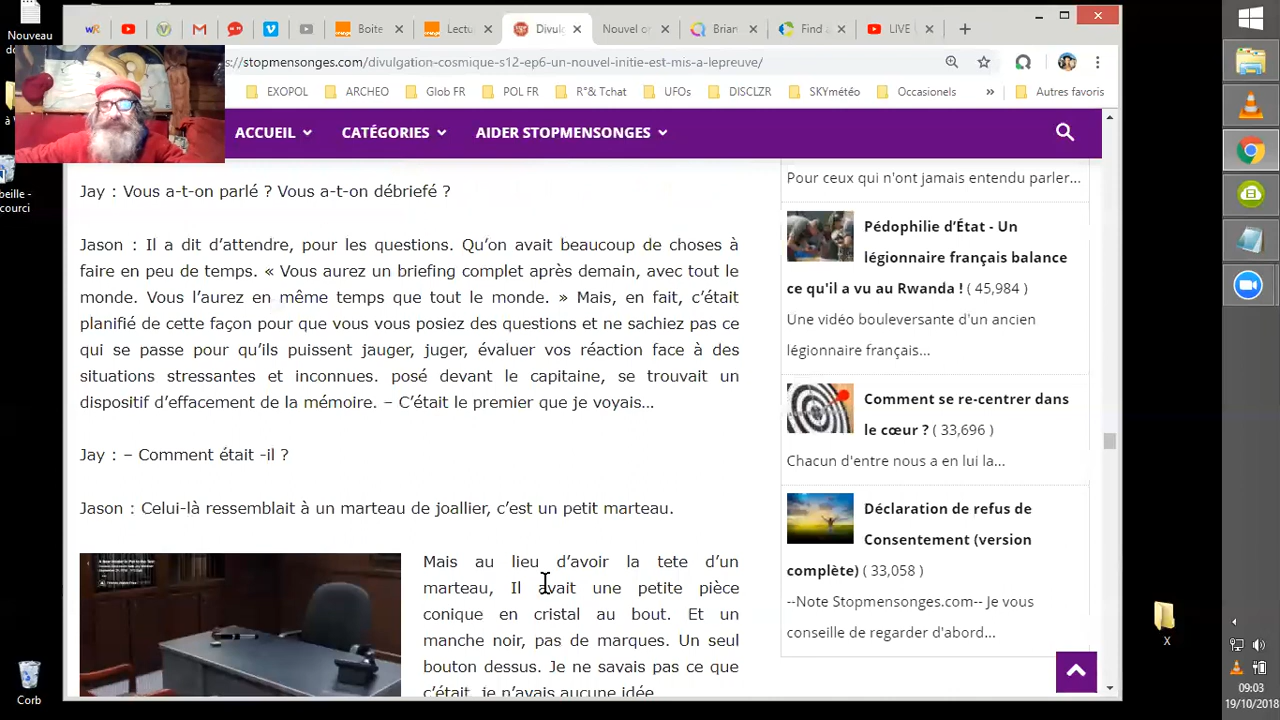 Nouveau
do
Boite
Lectu
Divulg
Nouvel on
Brian
Find a
LIVE (
s://stopmensonges.com/divulgation-cosmique-s12-ep6-un-nouvel-initie-est-mis-a-lepreuve/
EXOPOL
ARCHEO
Glob FR
POL FR
R°& Tchat
UFOs
DISCLZR
SKYmétéo
Occasionels
»
Autres favoris
ACCUEIL
CATÉGORIES
AIDER STOPMENSONGES
beille -
courci
Jay : Vous a-t-on parlé ? Vous a-t-on débriefé ?
Jason : Il a dit d’attendre, pour les questions. Qu’on avait beaucoup de choses à
faire en peu de temps. « Vous aurez un briefing complet après demain, avec tout le
monde. Vous l’aurez en même temps que tout le monde. » Mais, en fait, c’était
planifié de cette façon pour que vous vous posiez des questions et ne sachiez pas ce
qui se passe pour qu’ils puissent jauger, juger, évaluer vos réaction face à des
situations stressantes et inconnues. posé devant le capitaine, se trouvait un
dispositif d’effacement de la mémoire. – C’était le premier que je voyais…
Jay : – Comment était -il ?
Jason : Celui-là ressemblait à un marteau de joallier, c’est un petit marteau.
Mais au lieu d’avoir la tete d’un
marteau, Il avait une petite pièce
conique en cristal au bout. Et un
manche noir, pas de marques. Un seul
bouton dessus. Je ne savais pas ce que
c’était, je n’avais aucune idée
Pour ceux qui n'ont jamais entendu parler...
Pédophilie d’État - Un
légionnaire français balance
ce qu'il a vu au Rwanda ! ( 45,984 )
Une vidéo bouleversante d'un ancien
légionnaire français...
Comment se re-centrer dans
le cœur ? ( 33,696 )
Chacun d'entre nous a en lui la...
Déclaration de refus de
Consentement (version
complète) ( 33,058 )
--Note Stopmensonges.com-- Je vous
conseille de regarder d'abord...
X
Corb
09:03
19/10/2018